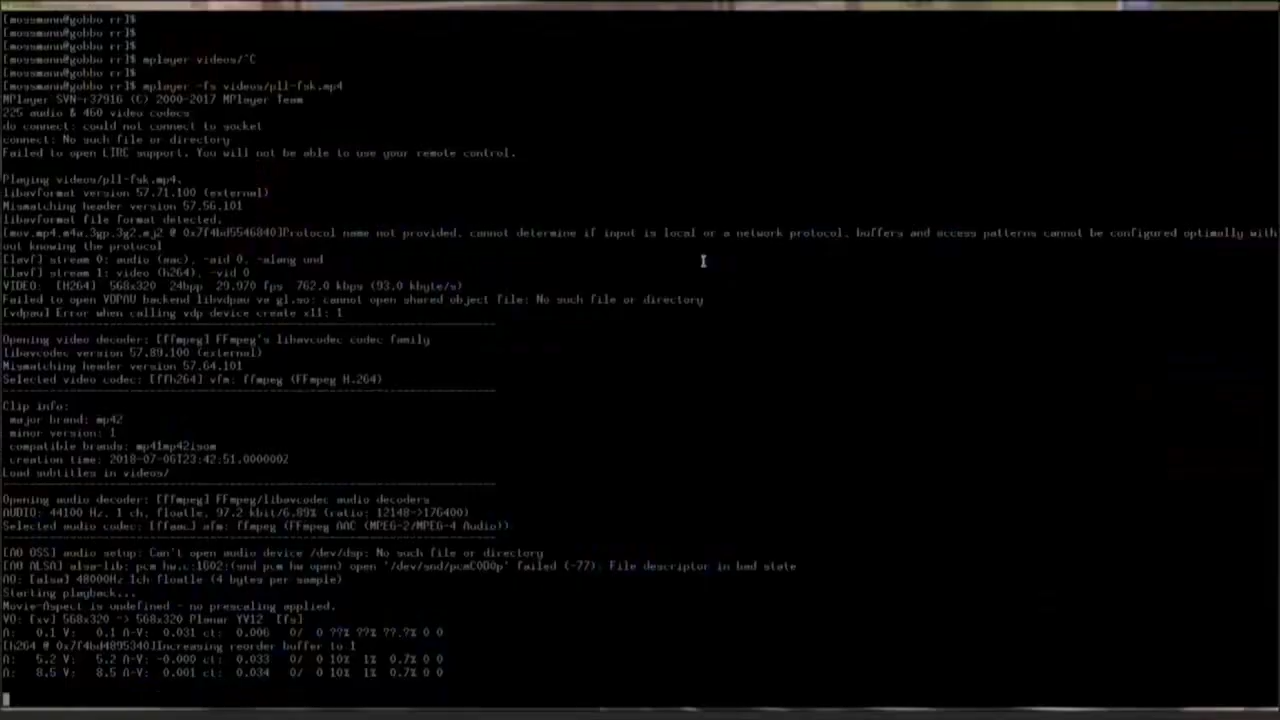 [mossmann@gobbo rr]$
[mossmann@gobbo rr]$
[mossmann@gobbo rr]$
[mossmann@gobbo rr]$ mplayer videos/^C
[mossmann@gobbo rr]$
[mossmann@gobbo rr]$ mplayer -fs videos/pll-fsk.mp4
MPlayer SVN-r37916 (C) 2000-2017 MPlayer Team
225 audio & 460 video codecs
do_connect: could not connect to socket
connect: No such file or directory
Failed to open LIRC support. You will not be able to use your remote control.
Playing videos/pll-fsk.mp4.
libavformat version 57.71.100 (external)
Mismatching header version 57.56.101
libavformat file format detected.
[mov,mp4,m4a,3gp,3g2,mj2 @ 0x7f4bd5546840]Protocol name not provided, cannot determine if input is local or a network protocol, buffers and access patterns cannot be configured optimally with
out knowing the protocol
[lavf] stream 0: audio (aac), -aid 0, -alang und
[lavf] stream 1: video (h264), -vid 0
VIDEO:  [H264]  568x320  24bpp  29.970 fps  762.0 kbps (93.0 kbyte/s)
Failed to open VDPAU backend libvdpau_va_gl.so: cannot open shared object file: No such file or directory
[vdpau] Error when calling vdp_device_create_x11: 1
Opening video decoder: [ffmpeg] FFmpeg's libavcodec codec family
libavcodec version 57.89.100 (external)
Mismatching header version 57.64.101
Selected video codec: [ffh264] vfm: ffmpeg (FFmpeg H.264)
Clip info:
major_brand: mp42
minor_version: 1
compatible_brands: mp41mp42isom
creation_time: 2018-07-06T23:42:51.000000Z
Load subtitles in videos/
Opening audio decoder: [ffmpeg] FFmpeg/libavcodec audio decoders
AUDIO: 44100 Hz, 1 ch, floatle, 97.2 kbit/6.89% (ratio: 12148->176400)
Selected audio codec: [ffaac] afm: ffmpeg (FFmpeg AAC (MPEG-2/MPEG-4 Audio))
[AO OSS] audio_setup: Can't open audio device /dev/dsp: No such file or directory
[AO_ALSA] alsa-lib: pcm_hw.c:1602:(snd_pcm_hw_open) open '/dev/snd/pcmC0D0p' failed (-77): File descriptor in bad state
AO: [alsa] 48000Hz 1ch floatle (4 bytes per sample)
Starting playback...
Movie-Aspect is undefined - no prescaling applied.
VO: [xv] 568x320 => 568x320 Planar YV12  [fs]
A:   0.1 V:   0.1 A-V:  0.031 ct:  0.006   0/  0 ??% ??% ??,?% 0 0
[h264 @ 0x7f4bd4895340]Increasing reorder buffer to 1
A:   5.2 V:   5.2 A-V: -0.000 ct:  0.033   0/  0 10%  1%  0.7% 0 0
A:   8.5 V:   8.5 A-V:  0.001 ct:  0.034   0/  0 10%  1%  0.7% 0 0